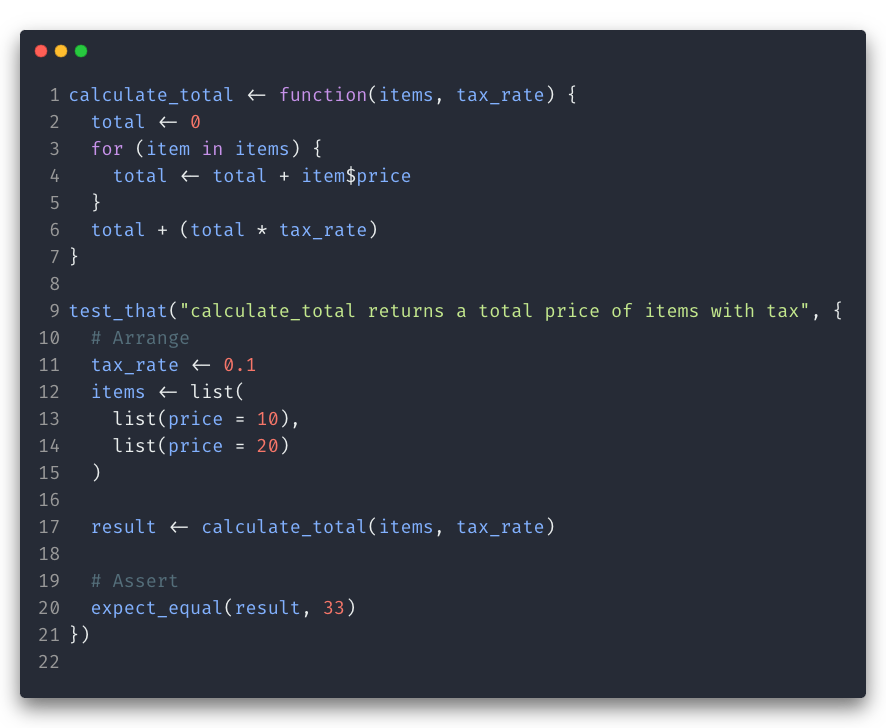 1 calculate_total <- function(items, tax_rate) {
2   total <- 0
3   for (item in items) {
4     total <- total + item$price
5   }
6   total + (total * tax_rate)
7 }
8
9 test_that("calculate_total returns a total price of items with tax", {
10   # Arrange
11   tax_rate <- 0.1
12   items <- list(
13     list(price = 10),
14     list(price = 20)
15   )
16
17   result <- calculate_total(items, tax_rate)
18
19   # Assert
20   expect_equal(result, 33)
21 })
22